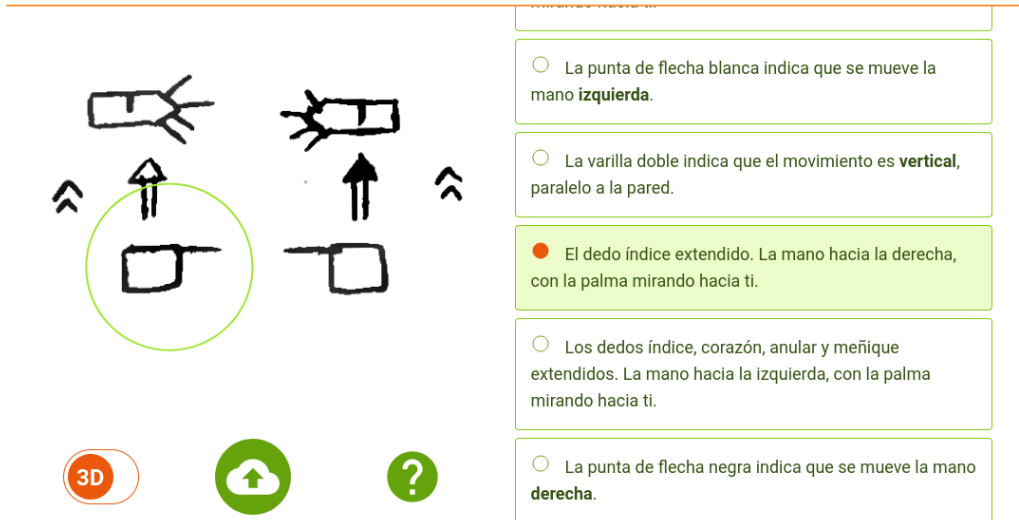 La punta de flecha blanca indica que se mueve la
mano izquierda.
La varilla doble indica que el movimiento es vertical,
paralelo a la pared.
El dedo índice extendido. La mano hacia la derecha,
con la palma mirando hacia ti.
Los dedos índice, corazón, anular y meñique
extendidos. La mano hacia la izquierda, con la palma
mirando hacia ti.
La punta de flecha negra indica que se mueve la mano
derecha.
3D
?